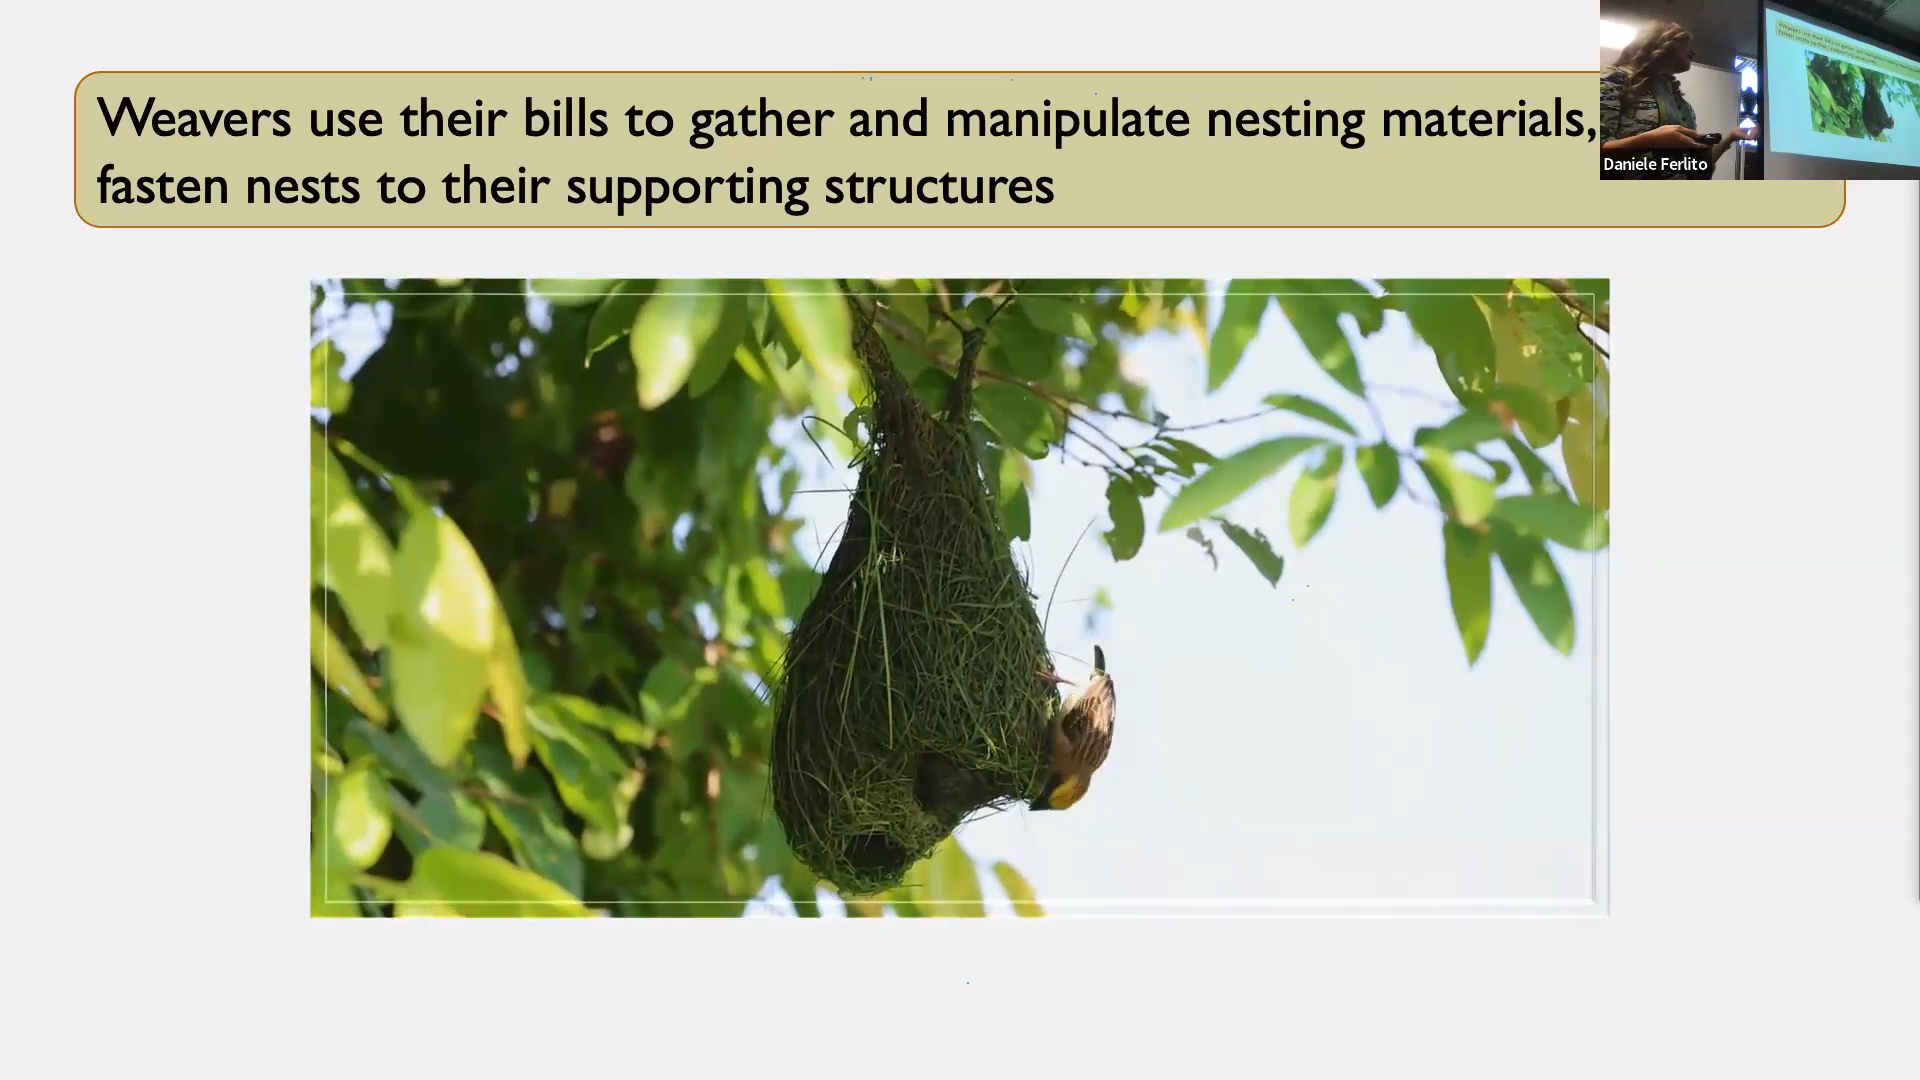 Weavers use their bills to gather and manipulate nesting materials,
fasten nests to their supporting structures
Daniele Ferlito